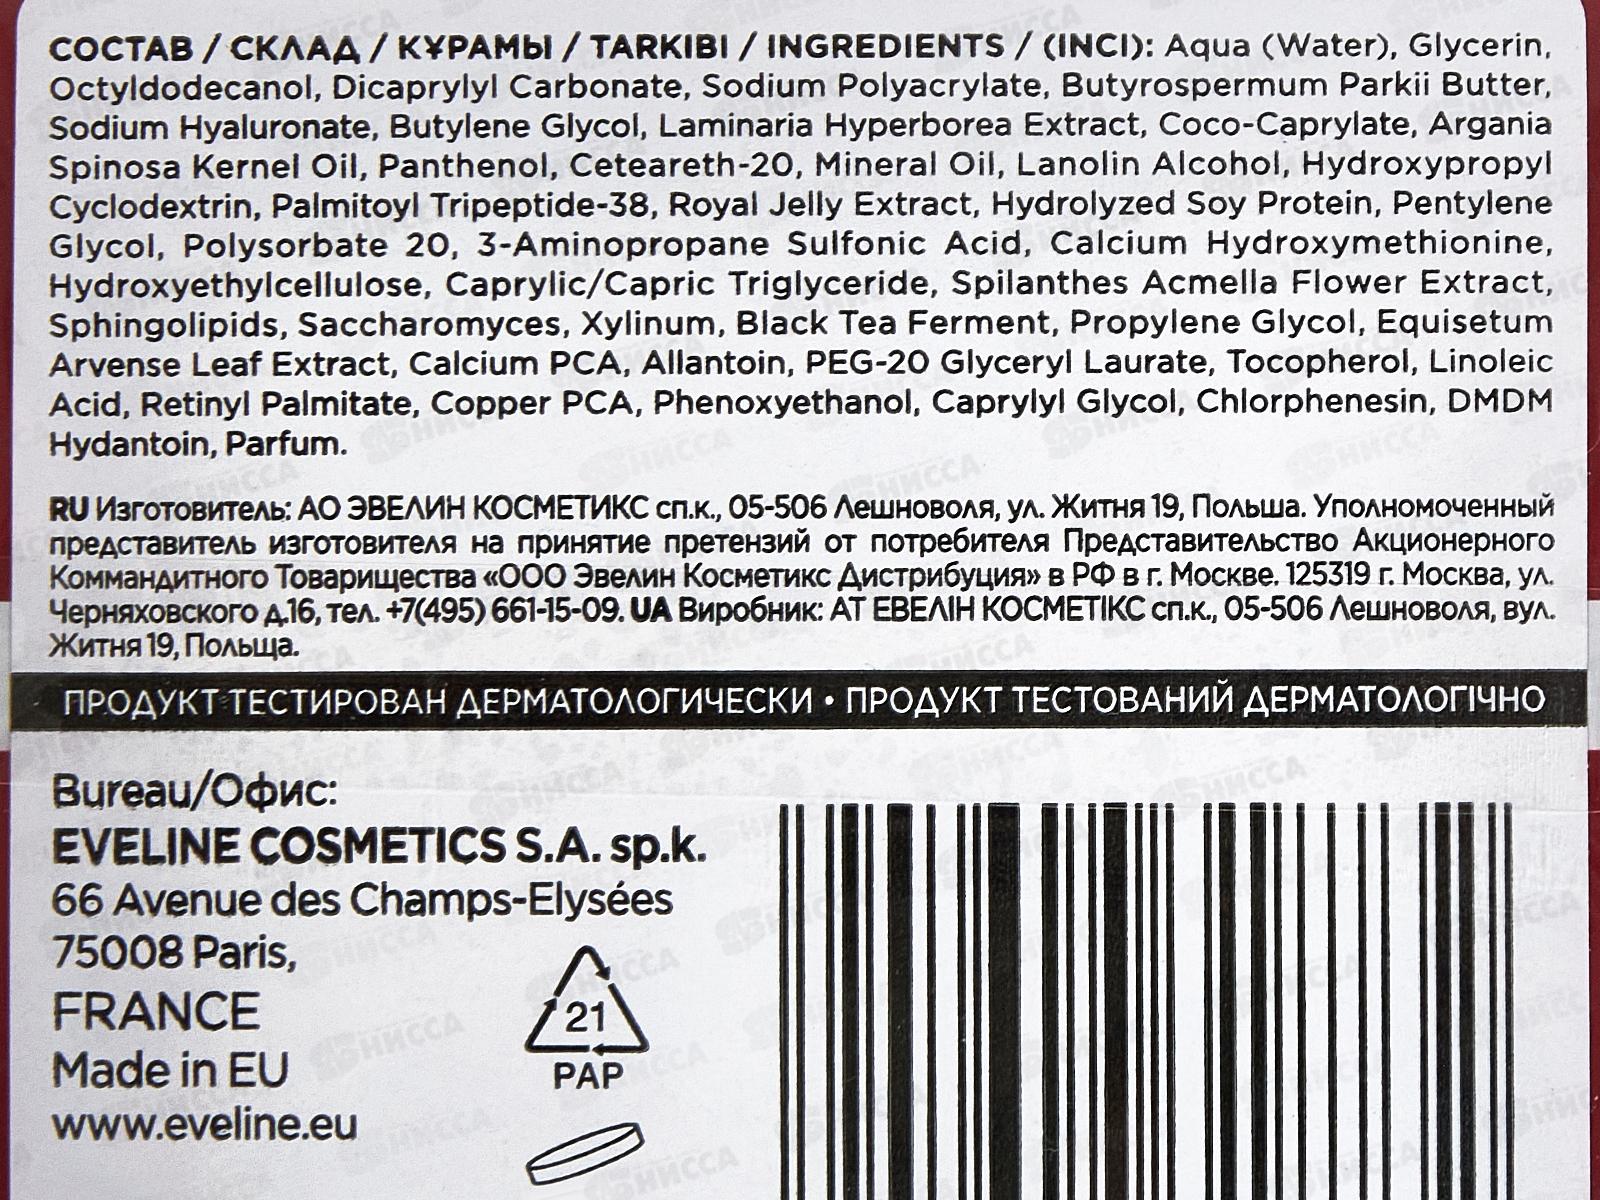 СОСТАВ / СКЛАД / ҚҰРАМЫ / TARKIBI / INGREDIENTS / (INCI): Aqua (Water), Glycerin,
Octyldodecanol, Dicaprylyl Carbonate, Sodium Polyacrylate, Butyrospermum Parkii Butter,
Sodium Hyaluronate, Butylene Glycol, Laminaria Hyperborea Extract, Coco-Caprylate, Argania
Spinosa Kernel Oil, Panthenol, Ceteareth-20, Mineral Oil, Lanolin Alcohol, Hydroxypropyl
Cyclodextrin, Palmitoyl Tripeptide-38, Royal Jelly Extract, Hydrolyzed Soy Protein, Pentylene
Glycol, Polysorbate 20, 3-Aminopropane Sulfonic Acid, Calcium Hydroxymethionine,
Hydroxyethylcellulose, Caprylic/Capric Triglyceride, Spilanthes Acmella Flower Extract,
Sphingolipids, Saccharomyces, Xylinum, Black Tea Ferment, Propylene Glycol, Equisetum
Arvense Leaf Extract, Calcium PCA, Allantoin, PEG-20 Glyceryl Laurate, Tocopherol, Linoleic
Acid, Retinyl Palmitate, Copper PCA, Phenoxyethanol, Caprylyl Glycol, Chlorphenesin, DMDM
Hydantoin, Parfum.
RU Изготовитель: АО ЭВЕЛИН КОСМЕТИКС сп.к., 05-506 Лешноволя, ул. Житня 19, Польша. Уполномоченный
представитель изготовителя на принятие претензий от потребителя Представительство Акционерного
Коммандитного Товарищества «ООО Эвелин Косметикс Дистрибуция» в РФ в г. Москве. 125319 г. Москва, ул.
Черняховского д.16, тел. +7(495) 661-15-09. UA Виробник: АТ ЕВЕЛІН КОСМЕТІКС сп.к., 05-506 Лешноволя, вул.
Житня 19, Польща.
ПРОДУКТ ТЕСТИРОВАН ДЕРМАТОЛОГИЧЕСКИ • ПРОДУКТ ТЕСТОВАНИЙ ДЕРМАТОЛОГІЧНО
Bureau/Офис:
EVELINE COSMETICS S.A. sp.k.
66 Avenue des Champs-Elysées
75008 Paris,
FRANCE
Made in EU
www.eveline.eu
21
PAP